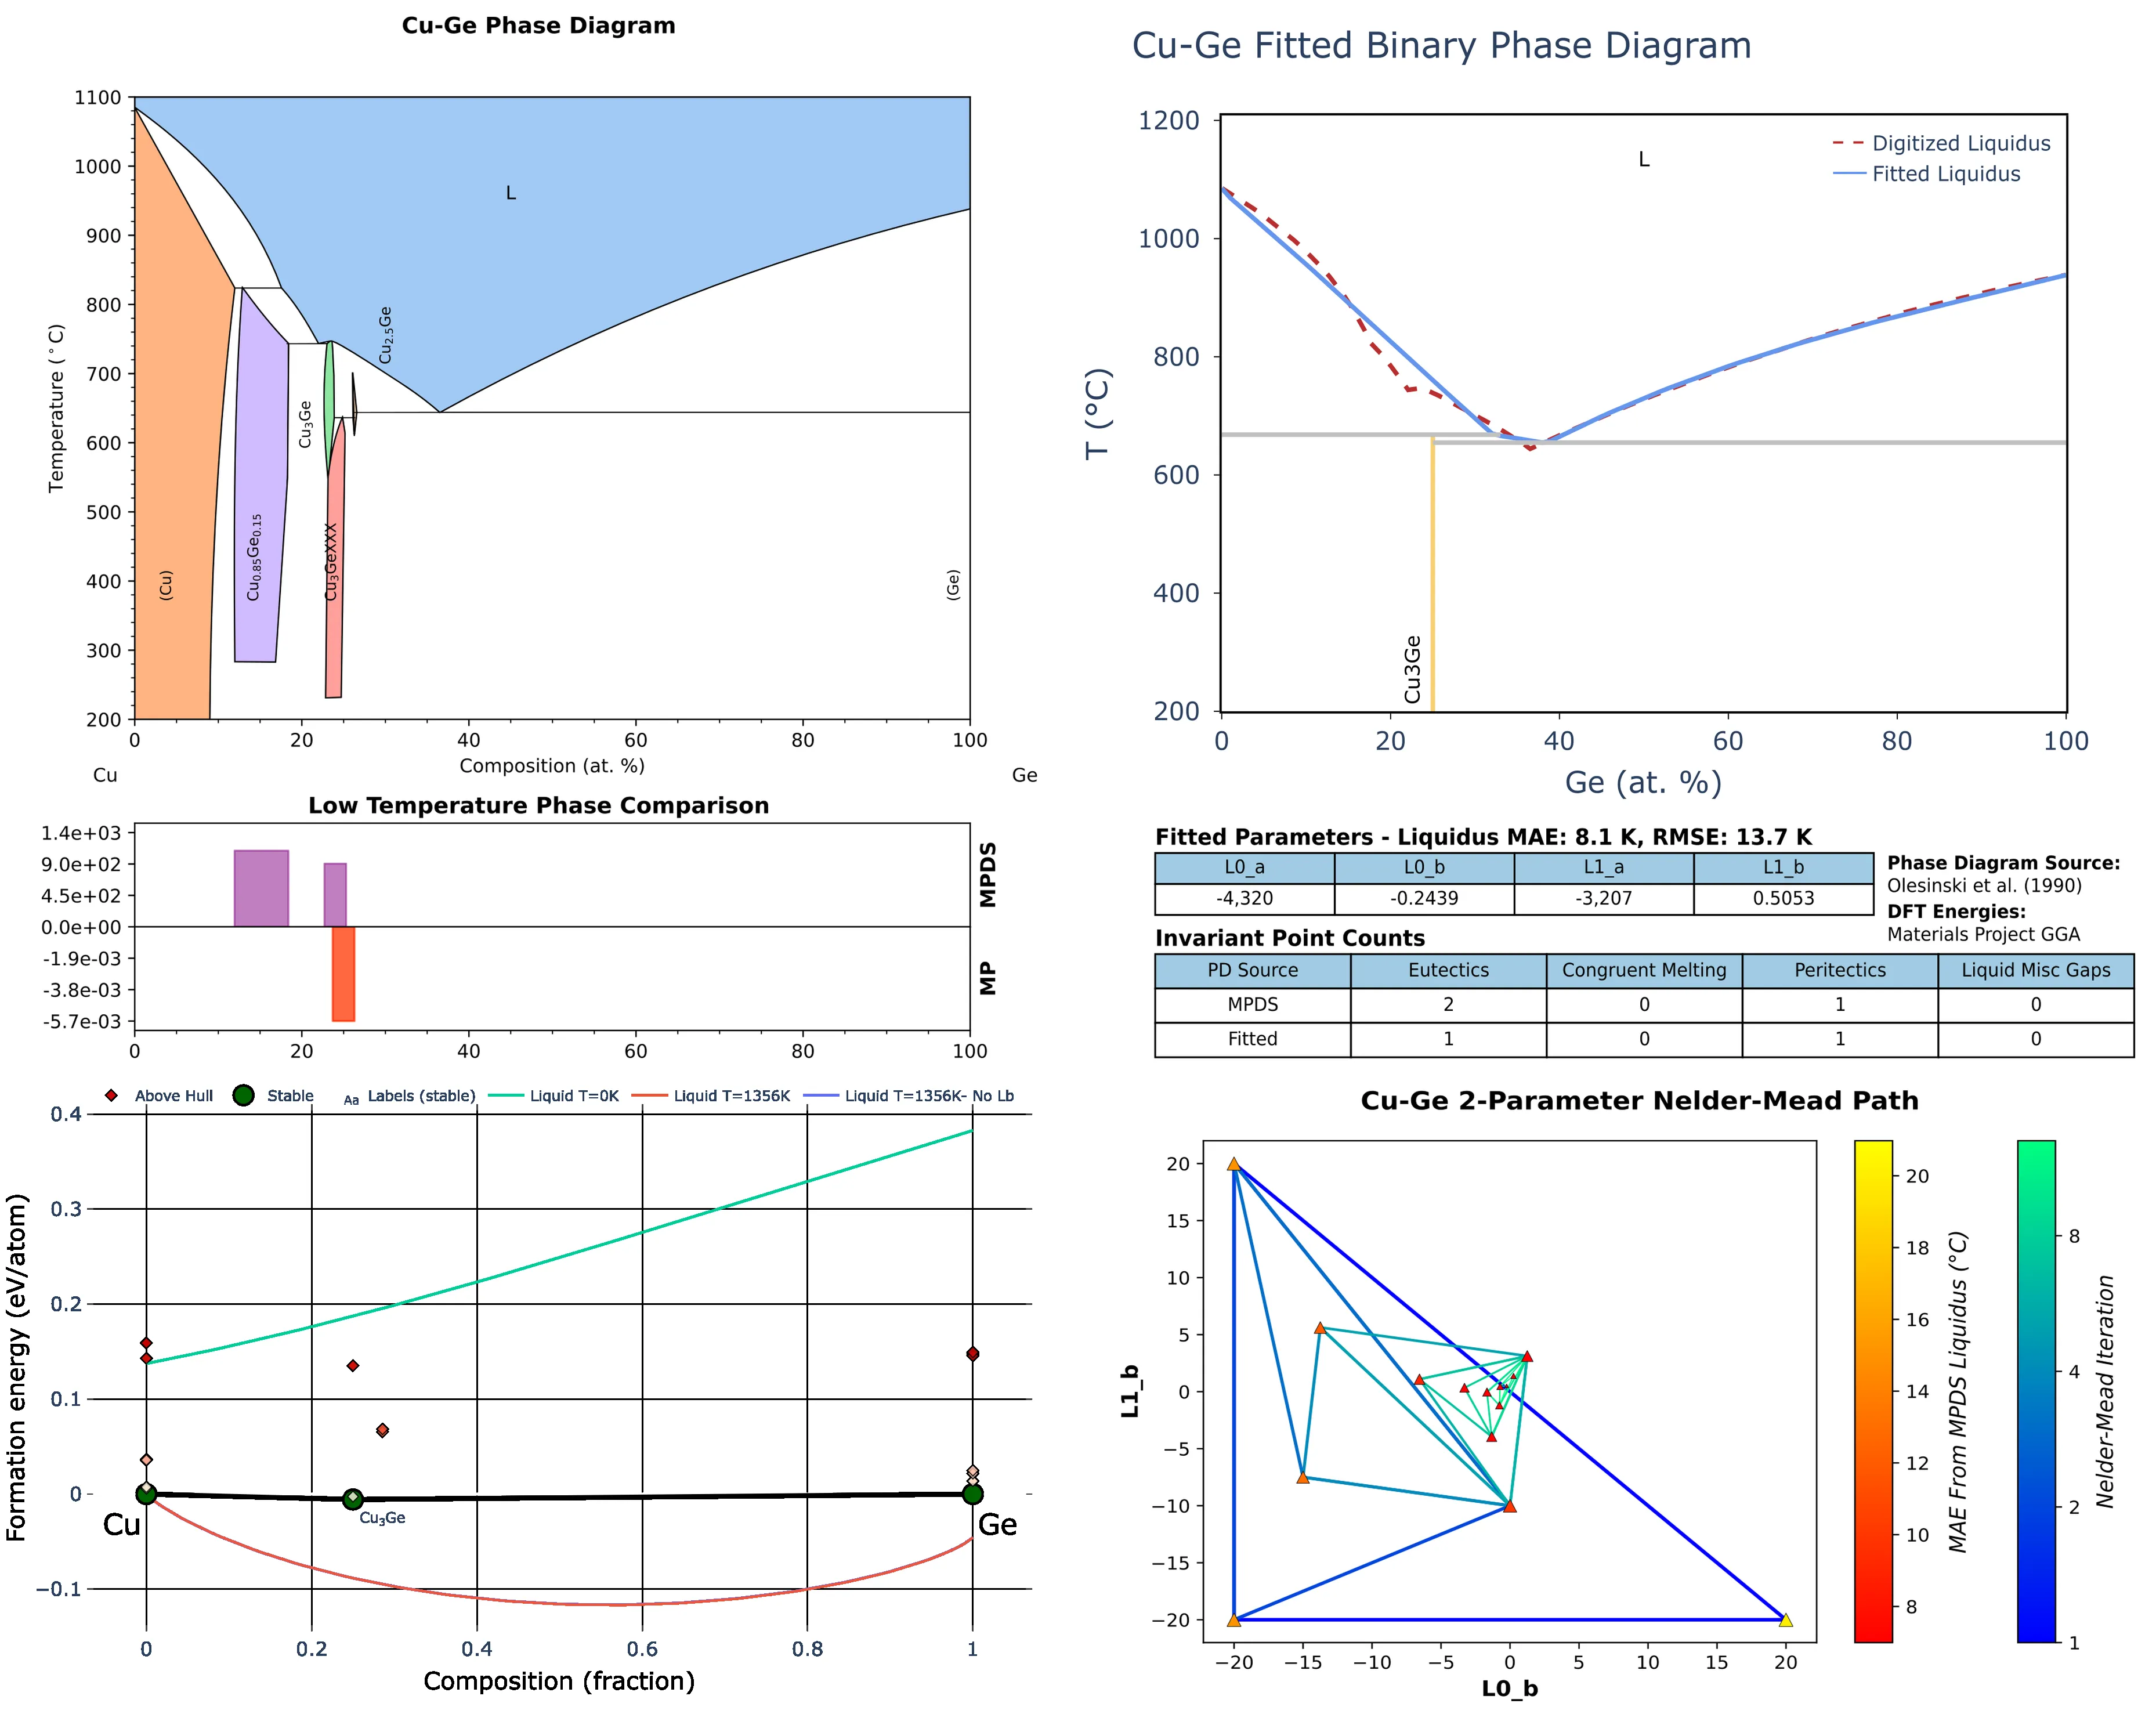 Cu-Ge Phase Diagram
1100
1000
900
800
700
600
500
400
300
200
Temperature (°C)
L
Cu2.5Ge
Cu3Ge
Cu0.85Ge0.15
Cu3GeXXX
(Cu)
(Ge)
0 20 40 60 80 100
Composition (at. %)
Cu Ge
Cu-Ge Fitted Binary Phase Diagram
1200
1000
800
600
400
200
T (°C)
L
Digitized Liquidus
Fitted Liquidus
Cu3Ge
0 20 40 60 80 100
Ge (at. %)
Low Temperature Phase Comparison
1.4e+03
9.0e+02
4.5e+02
0.0e+00
-1.9e-03
-3.8e-03
-5.7e-03
MPDS
MP
0 20 40 60 80 100
Fitted Parameters - Liquidus MAE: 8.1 K, RMSE: 13.7 K
L0_a L0_b L1_a L1_b
-4,320 -0.2439 -3,207 0.5053
Phase Diagram Source:
Olesinski et al. (1990)
DFT Energies:
Materials Project GGA
Invariant Point Counts
PD Source Eutectics Congruent Melting Peritectics Liquid Misc Gaps
MPDS 2 0 1 0
Fitted 1 0 1 0
Above Hull Stable Aa Labels (stable) Liquid T=0K Liquid T=1356K Liquid T=1356K- No Lb
0.4
0.3
0.2
0.1
0
−0.1
Formation energy (eV/atom)
Cu
Cu3Ge
Ge
0 0.2 0.4 0.6 0.8 1
Composition (fraction)
Cu-Ge 2-Parameter Nelder-Mead Path
20
15
10
5
0
−5
−10
−15
−20
L1_b
−20 −15 −10 −5 0 5 10 15 20
L0_b
20
18
16
14
12
10
8
MAE From MPDS Liquidus (°C)
8
4
2
1
Nelder-Mead Iteration